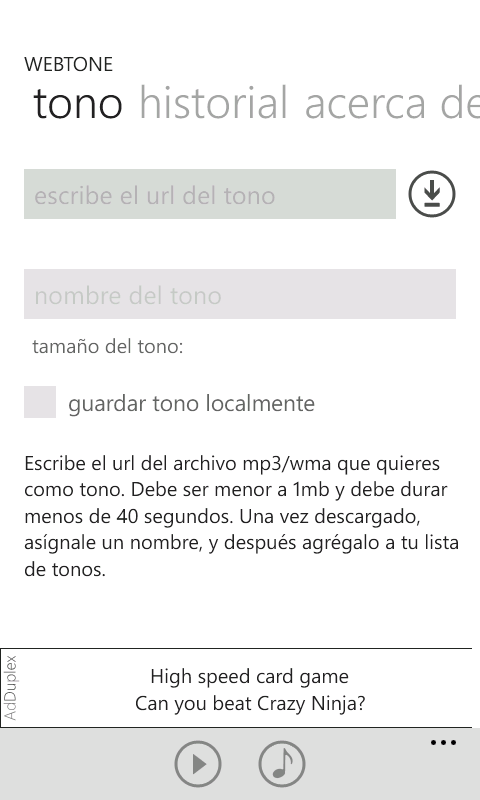 WEBTONE
tono historial acerca de
escribe el url del tono
nombre del tono
tamaño del tono:
guardar tono localmente
Escribe el url del archivo mp3/wma que quieres
como tono. Debe ser menor a 1mb y debe durar
menos de 40 segundos. Una vez descargado,
asígnale un nombre, y después agrégalo a tu lista
de tonos.
AdDuplex
High speed card game
Can you beat Crazy Ninja?